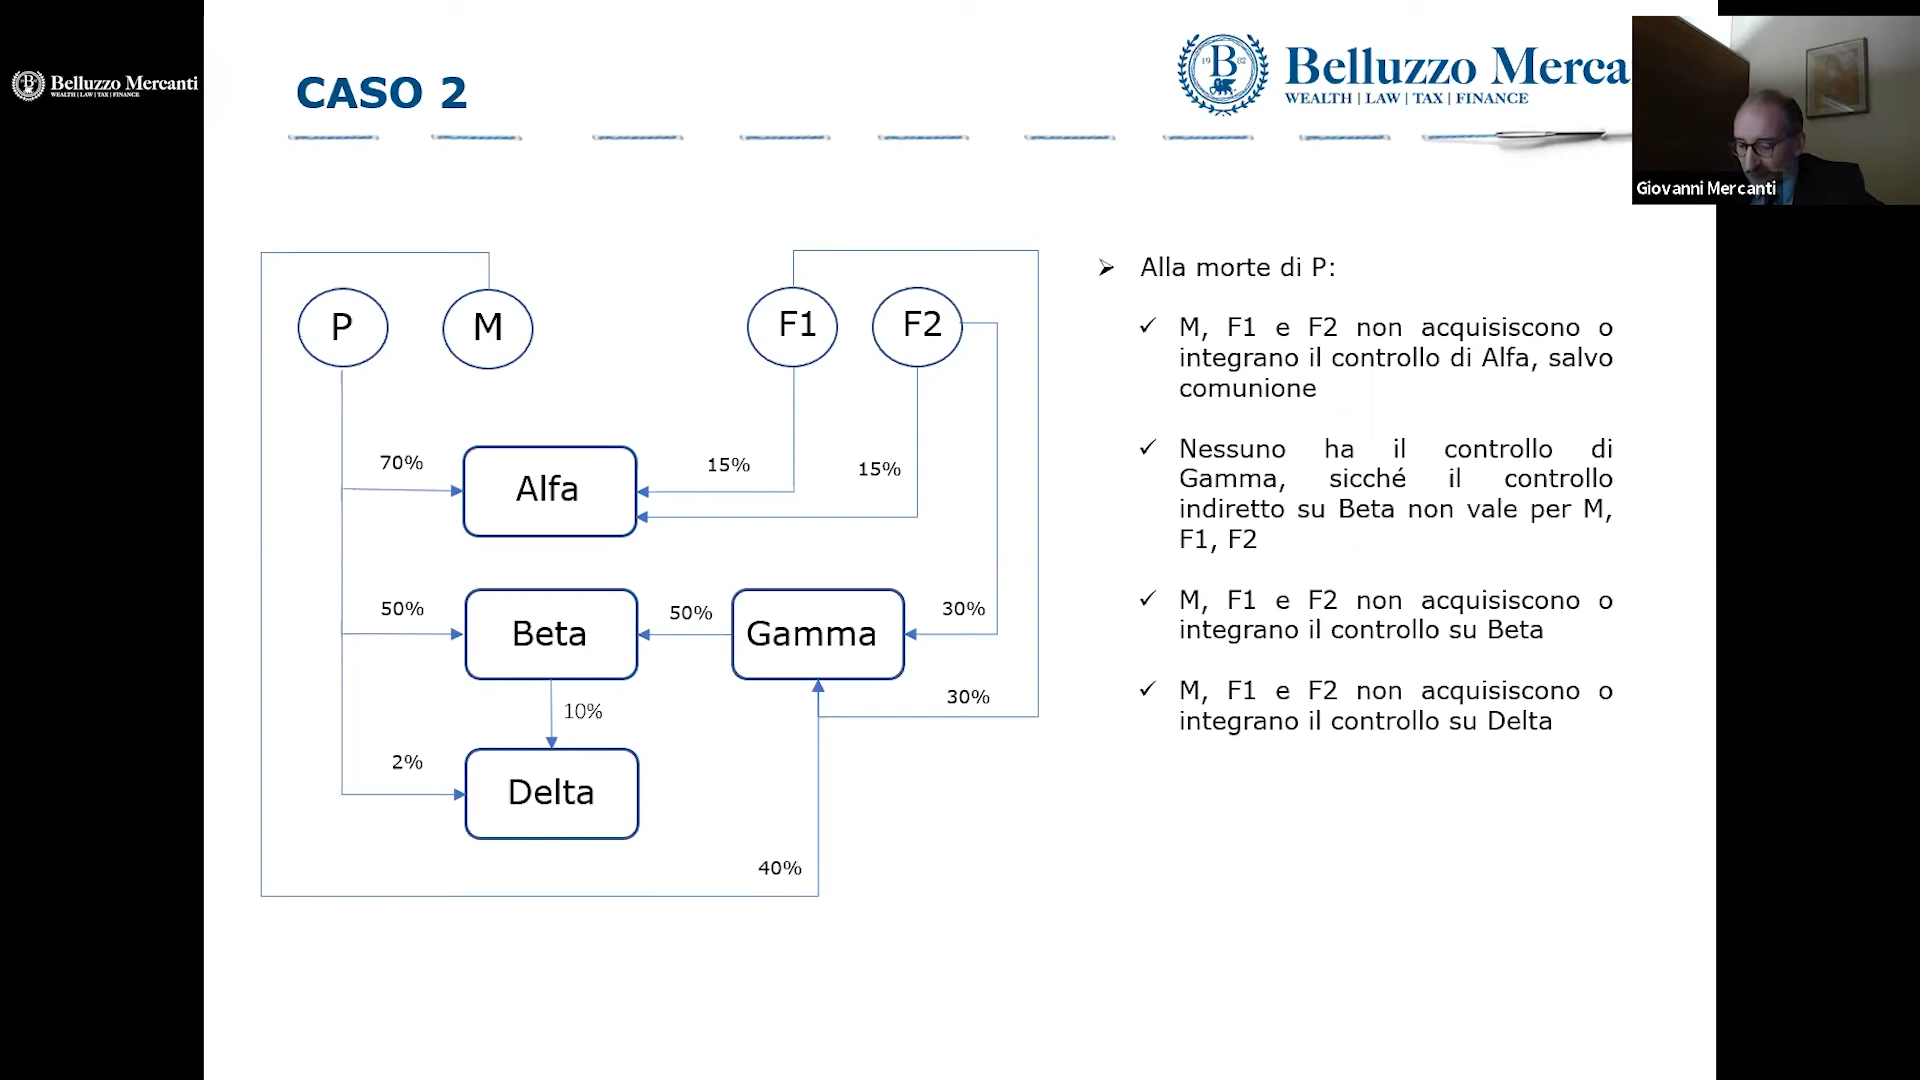 Belluzzo Mercanti
WEALTH | LAW | TAX | FINANCE
CASO 2
19 B 82
Belluzzo Merca
WEALTH | LAW | TAX | FINANCE
Giovanni Mercanti
P
M
F1
F2
70%
Alfa
15%
15%
50%
Beta
50%
Gamma
30%
10%
30%
2%
Delta
40%
➢ Alla morte di P:
✓ M, F1 e F2 non acquisiscono o
integrano il controllo di Alfa, salvo
comunione
✓ Nessuno ha il controllo di
Gamma, sicché il controllo
indiretto su Beta non vale per M,
F1, F2
✓ M, F1 e F2 non acquisiscono o
integrano il controllo su Beta
✓ M, F1 e F2 non acquisiscono o
integrano il controllo su Delta